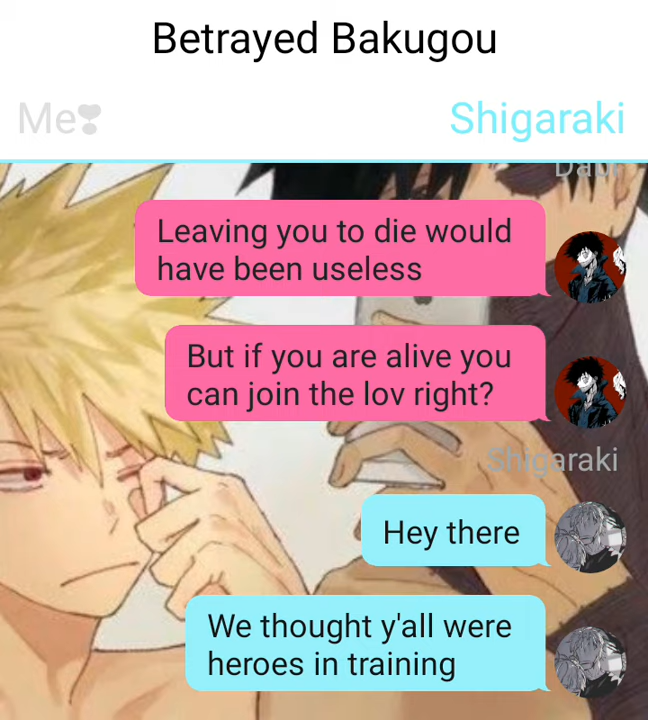 Betrayed Bakugou
Me❣
Shigaraki
Dabi
Leaving you to die would
have been useless
But if you are alive you
can join the lov right?
Shigaraki
Hey there
We thought y'all were
heroes in training